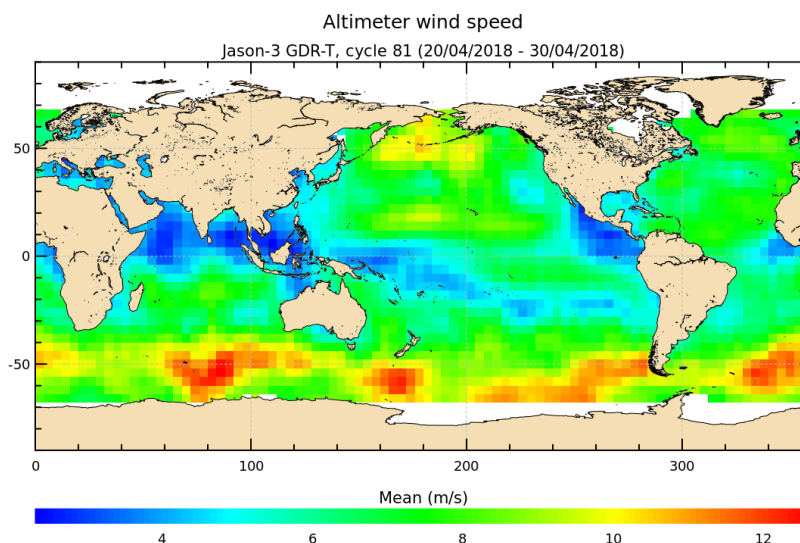 Altimeter wind speed
Jason-3 GDR-T, cycle 81 (20/04/2018 - 30/04/2018)
50
0
-50
0 100 200 300
Mean (m/s)
4 6 8 10 12